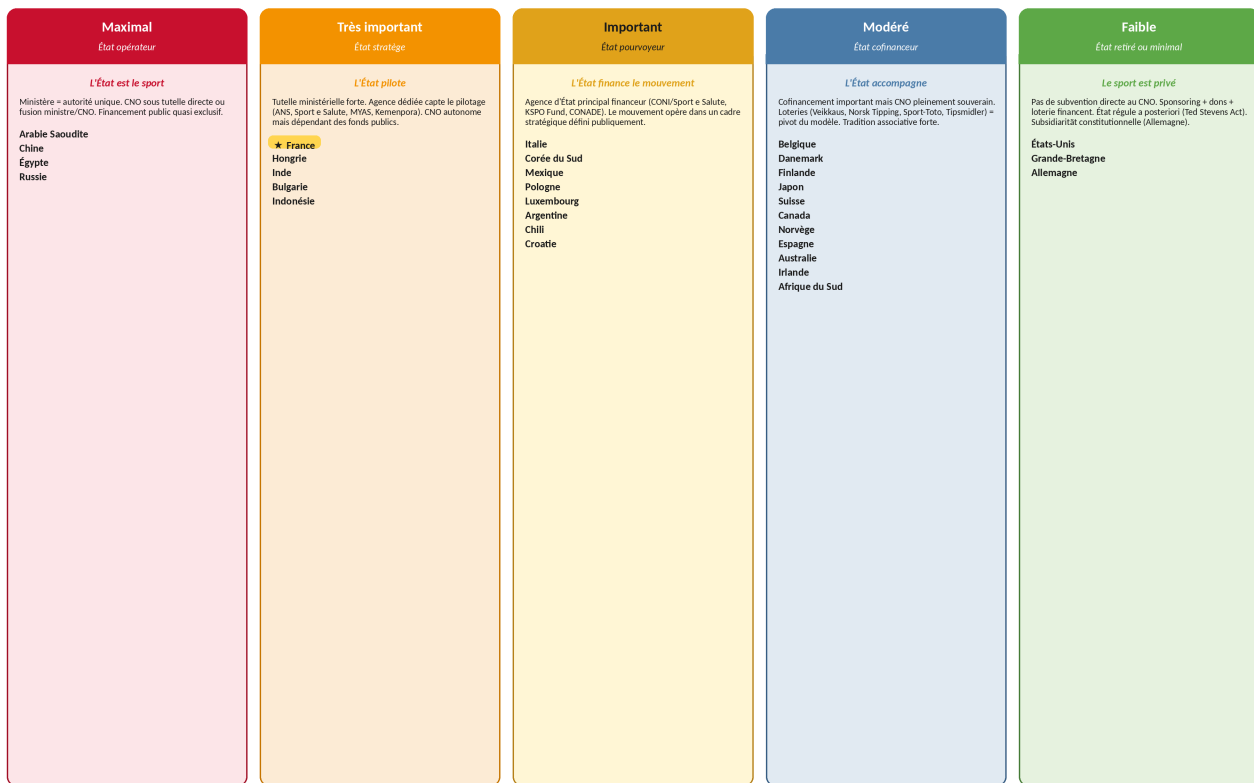 Maximal
État opérateur
L'État est le sport
Ministère = autorité unique. CNO sous tutelle directe ou
fusion ministre/CNO. Financement public quasi exclusif.
Arabie Saoudite
Chine
Égypte
Russie
Très important
État stratège
L'État pilote
Tutelle ministérielle forte. Agence dédiée capte le pilotage
(ANS, Sport e Salute, MYAS, Kemenpora). CNO autonome
mais dépendant des fonds publics.
★ France
Hongrie
Inde
Bulgarie
Indonésie
Important
État pourvoyeur
L'État finance le mouvement
Agence d'État principal financeur (CONI/Sport e Salute,
KSPO Fund, CONADE). Le mouvement opère dans un cadre
stratégique défini publiquement.
Italie
Corée du Sud
Mexique
Pologne
Luxembourg
Argentine
Chili
Croatie
Modéré
État cofinanceur
L'État accompagne
Cofinancement important mais CNO pleinement souverain.
Loteries (Veikkaus, Norsk Tipping, Sport-Toto, Tipsmidler) =
pivot du modèle. Tradition associative forte.
Belgique
Danemark
Finlande
Japon
Suisse
Canada
Norvège
Espagne
Australie
Irlande
Afrique du Sud
Faible
État retiré ou minimal
Le sport est privé
Pas de subvention directe au CNO. Sponsoring + dons +
loterie financent. État régule a posteriori (Ted Stevens Act).
Subsidiarität constitutionnelle (Allemagne).
États-Unis
Grande-Bretagne
Allemagne